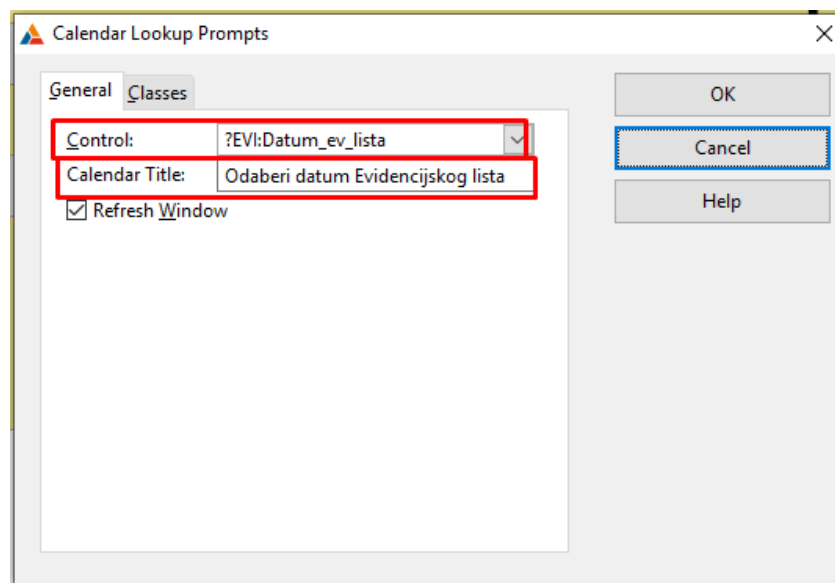 Calendar Lookup Prompts
General Classes
Control: ?EVI:Datum_ev_lista
Calendar Title: Odaberi datum Evidencijskog lista
Refresh Window
OK
Cancel
Help